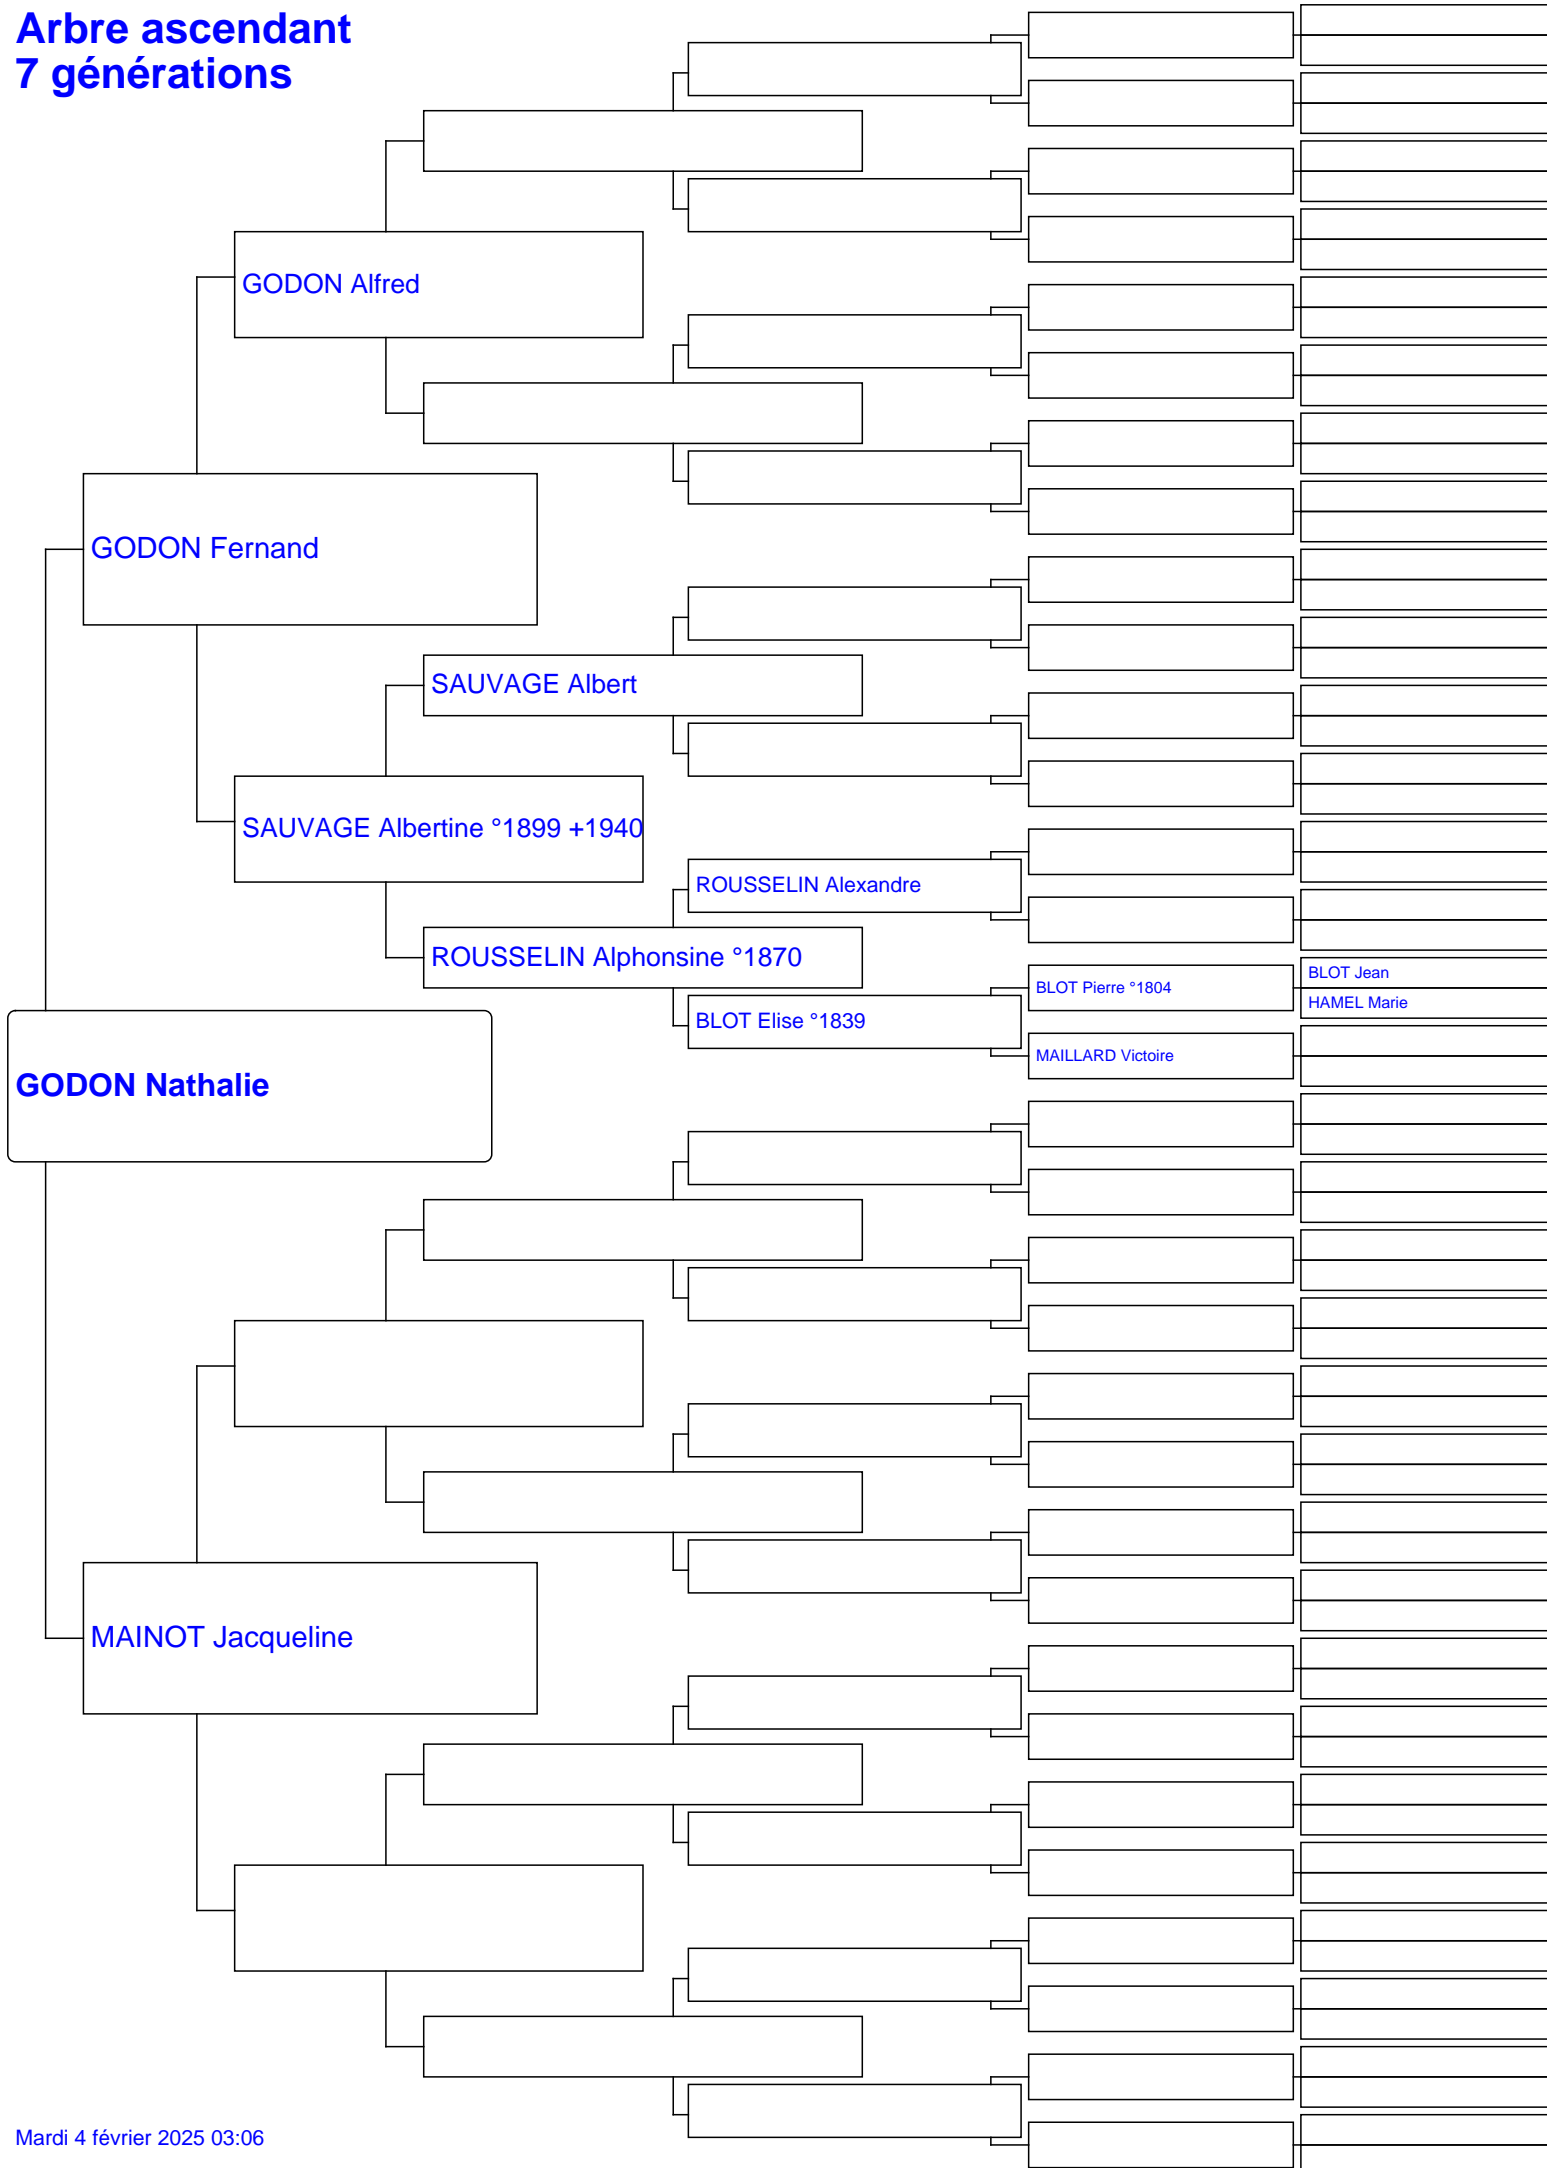 Arbre ascendant
7 générations
GODON Alfred
GODON Fernand
SAUVAGE Albert
SAUVAGE Albertine °1899 +1940
ROUSSELIN Alexandre
ROUSSELIN Alphonsine °1870
BLOT Jean
BLOT Pierre °1804
HAMEL Marie
BLOT Elise °1839
MAILLARD Victoire
GODON Nathalie
MAINOT Jacqueline
Mardi 4 février 2025 03:06